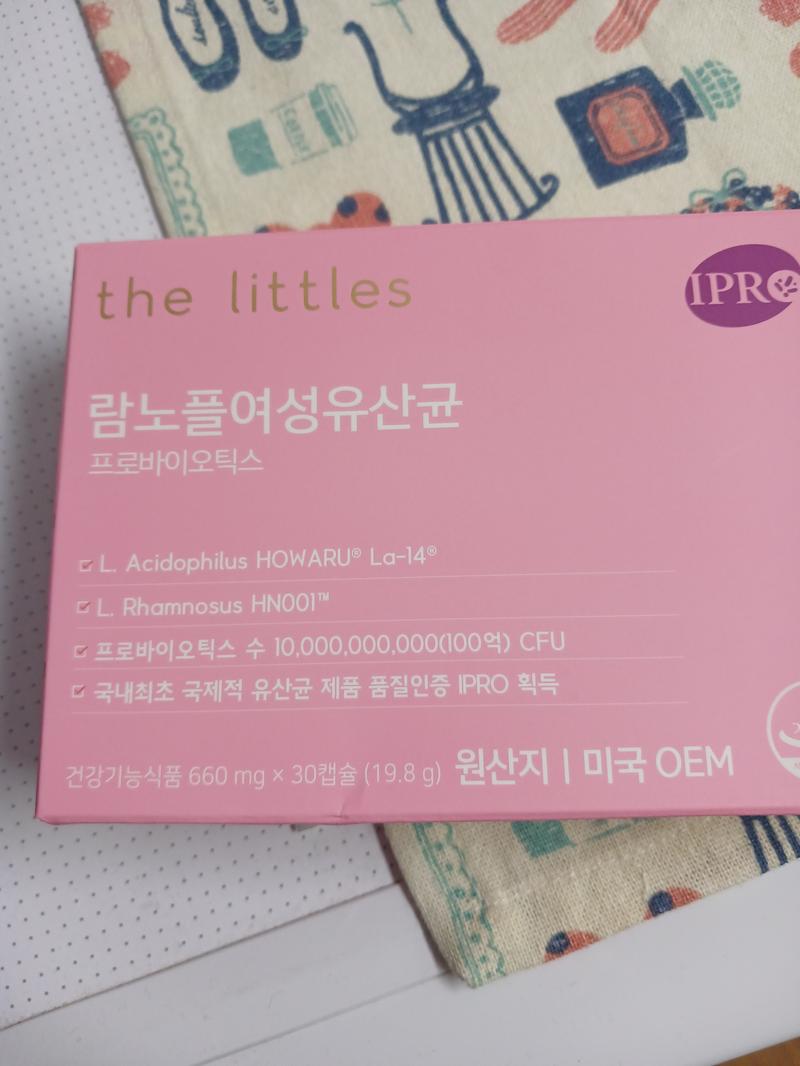 the littles
IPRO
람노플여성유산균
프로바이오틱스
L. Acidophilus HOWARU® La-14®
L. Rhamnosus HN001™
프로바이오틱스 수 10,000,000,000(100억) CFU
국내최초 국제적 유산균 제품 품질인증 IPRO 획득
건강기능식품 660 mg × 30캡슐 (19.8 g) 원산지 | 미국 OEM